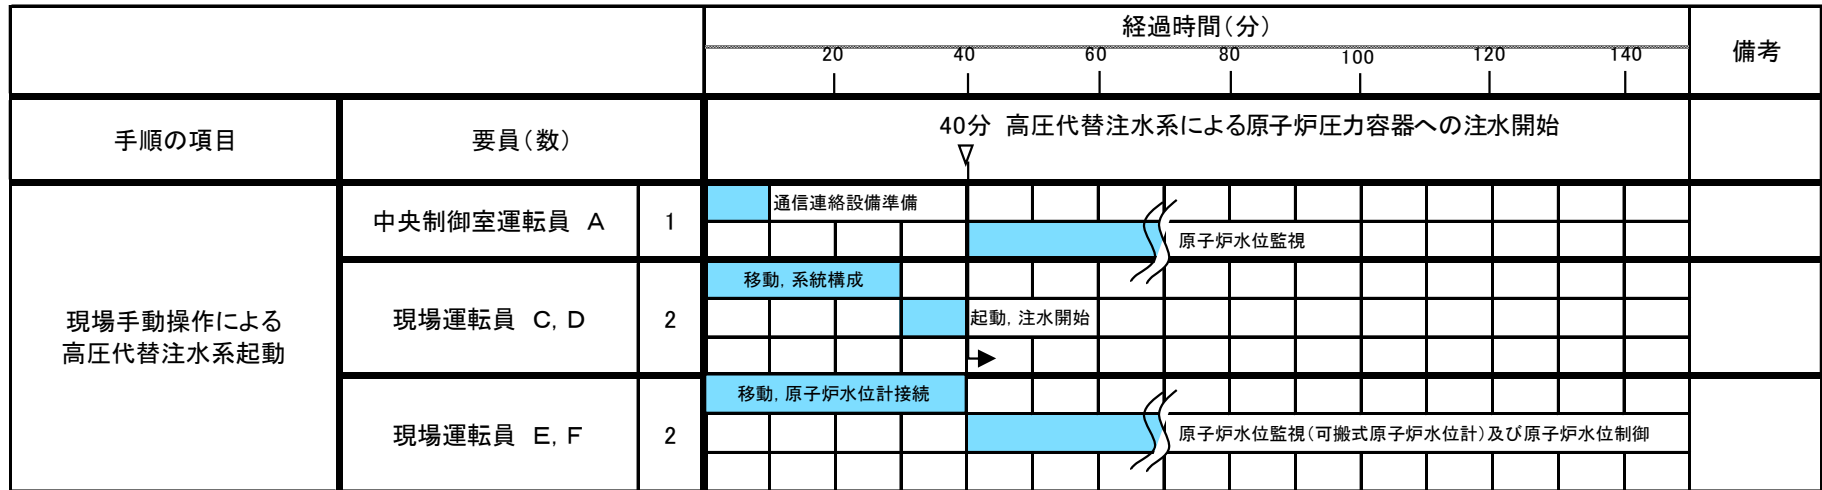 経過時間(分)
備考
20 40 60 80 100 120 140
手順の項目
要員(数)
40分 高圧代替注水系による原子炉圧力容器への注水開始
現場手動操作による
高圧代替注水系起動
中央制御室運転員 A
1
通信連絡設備準備
原子炉水位監視
現場運転員 C,D
2
移動,系統構成
起動,注水開始
現場運転員 E,F
2
移動,原子炉水位計接続
原子炉水位監視(可搬式原子炉水位計)及び原子炉水位制御